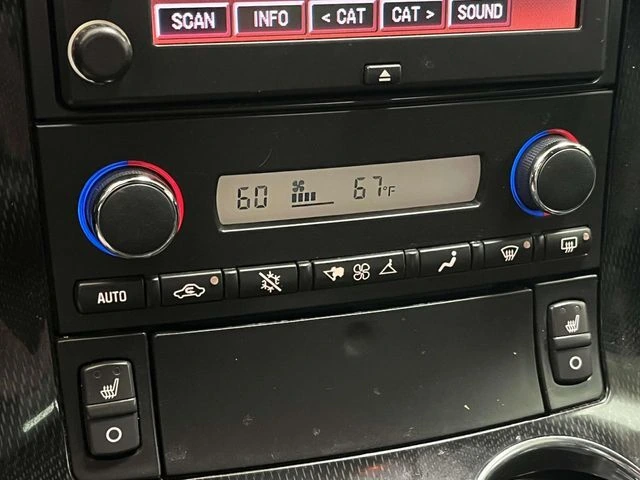 SCAN INFO < CAT CAT > SOUND
60 67°F
AUTO